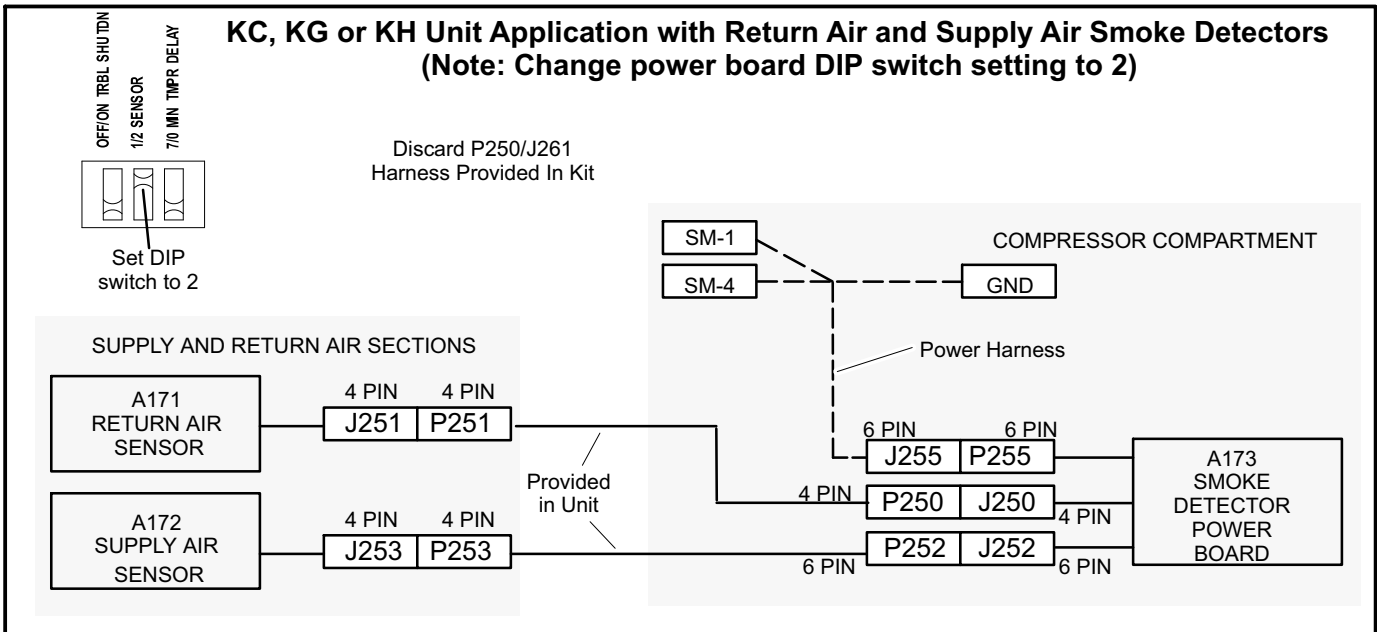 KC, KG or KH Unit Application with Return Air and Supply Air Smoke Detectors
(Note: Change power board DIP switch setting to 2)
OFF/ON TRBL SHUTDN
1/2 SENSOR
7/0 MIN TMPR DELAY
Set DIP
switch to 2
Discard P250/J261
Harness Provided In Kit
SM-1
SM-4
COMPRESSOR COMPARTMENT
GND
Power Harness
SUPPLY AND RETURN AIR SECTIONS
A171
RETURN AIR
SENSOR
4 PIN 4 PIN
J251 P251
A172
SUPPLY AIR
SENSOR
4 PIN 4 PIN
J253 P253
Provided
in Unit
6 PIN 6 PIN
J255 P255
4 PIN P250 J250 4 PIN
6 PIN P252 J252 6 PIN
A173
SMOKE
DETECTOR
POWER
BOARD